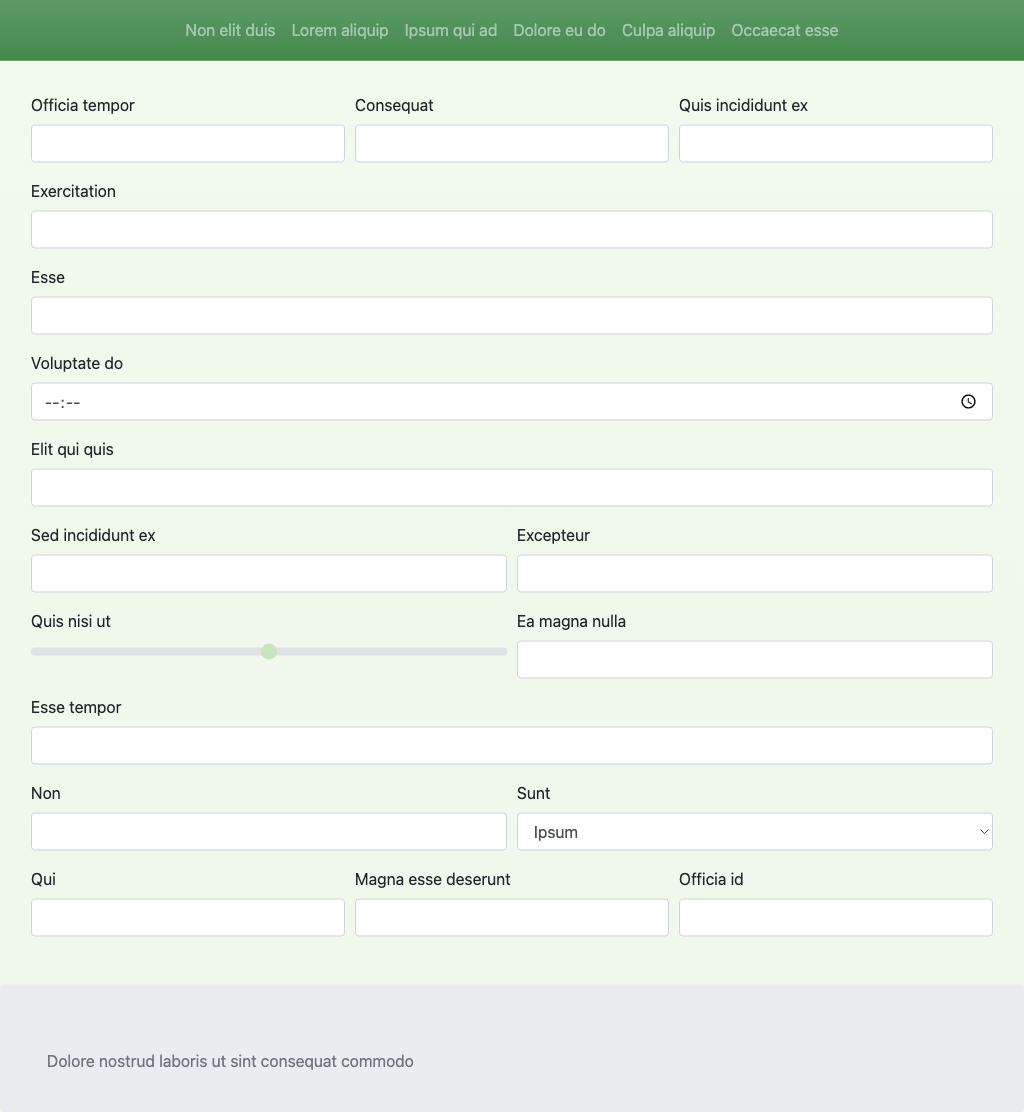 Non elit duis Lorem aliquip Ipsum qui ad Dolore eu do Culpa aliquip Occaecat esse
Officia tempor Consequat Quis incididunt ex
Exercitation
Esse
Voluptate do
--:--
Elit qui quis
Sed incididunt ex Excepteur
Quis nisi ut Ea magna nulla
Esse tempor
Non Sunt
Ipsum
Qui Magna esse deserunt Officia id
Dolore nostrud laboris ut sint consequat commodo